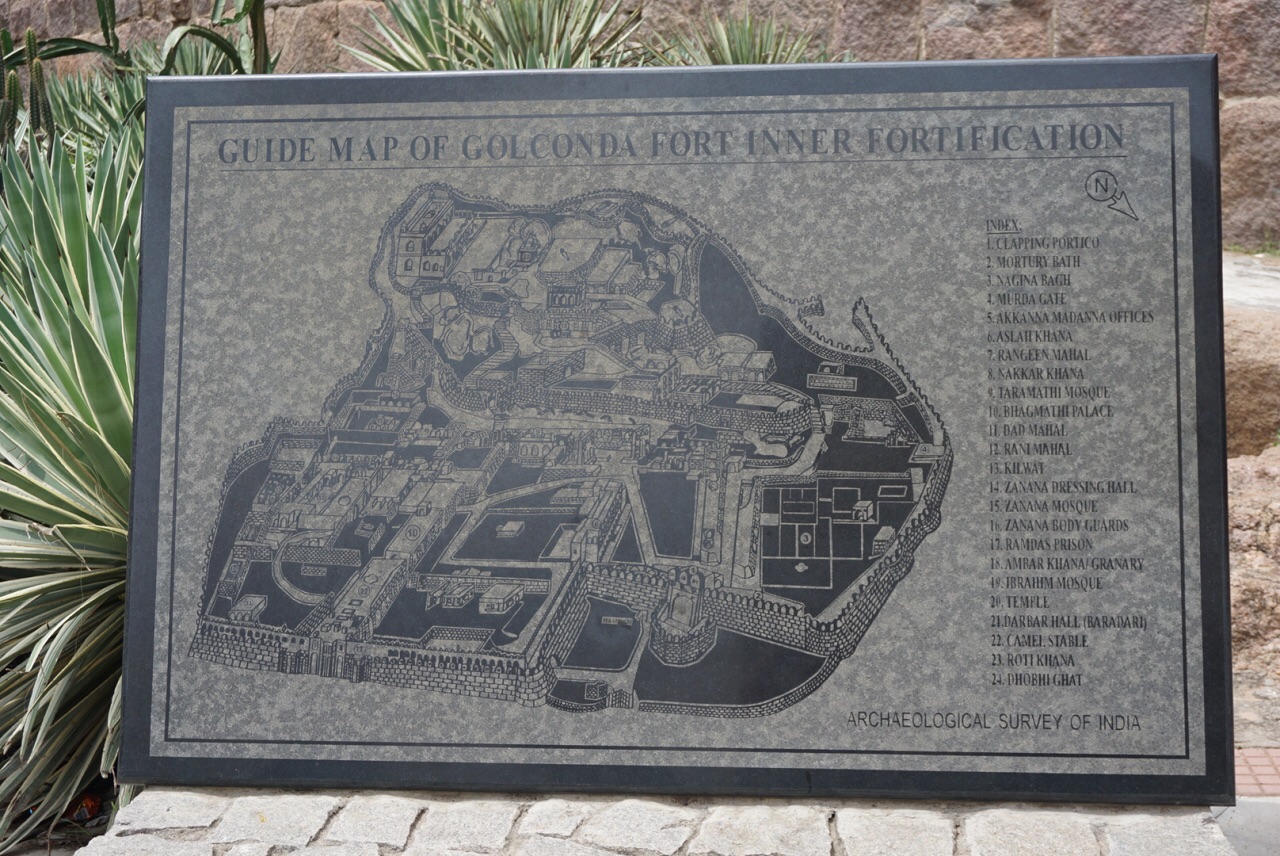 GUIDE MAP OF GOLCONDA FORT INNER FORTIFICATION
N
INDEX:
1. CLAPPING PORTICO
2. MORTURY BATH
3. NAGINA BAGH
4. MURDA GATE
5. AKKANNA MADANNA OFFICES
6. ASLAH KHANA
7. RANGEEN MAHAL
8. NAKKAR KHANA
9. TARAMATHI MOSQUE
10. BHAGMATHI PALACE
11. DAD MAHAL
12. RANI MAHAL
13. KILWAT
14. ZANANA DRESSING HALL
15. ZANANA MOSQUE
16. ZANANA BODY GUARDS
17. RAMDAS PRISON
18. AMBAR KHANA/ GRANARY
19. IBRAHIM MOSQUE
20. TEMPLE
21. DARBAR HALL (BARADARI)
22. CAMEL STABLE
23. ROTI KHANA
24. DHOBHI GHAT
10
3
ARCHAEOLOGICAL SURVEY OF INDIA